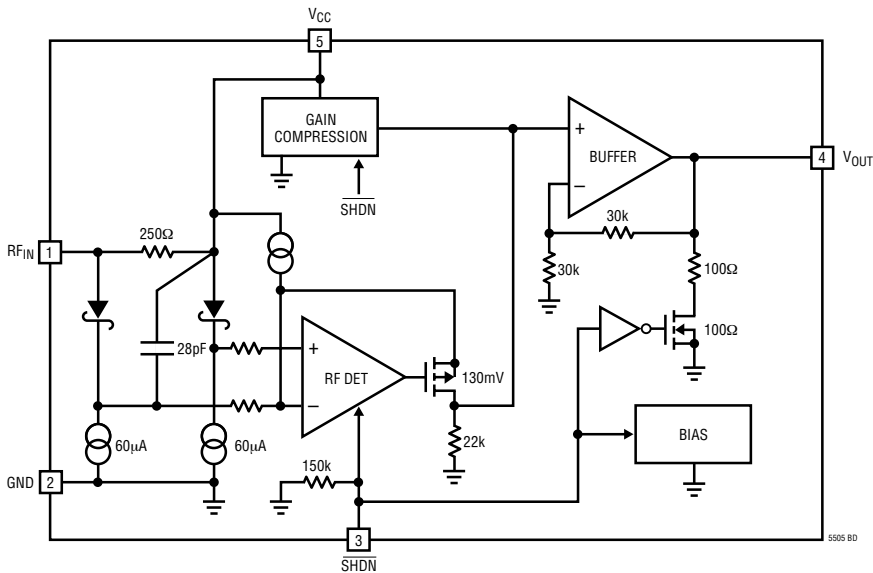 VCC
5
GAIN
COMPRESSION
SHDN
+
BUFFER
−
4
VOUT
30k
30k
100Ω
100Ω
RFIN
1
250Ω
28pF
+
RF DET
−
130mV
22k
60µA
60µA
GND
2
150k
BIAS
3
SHDN
5505 BD